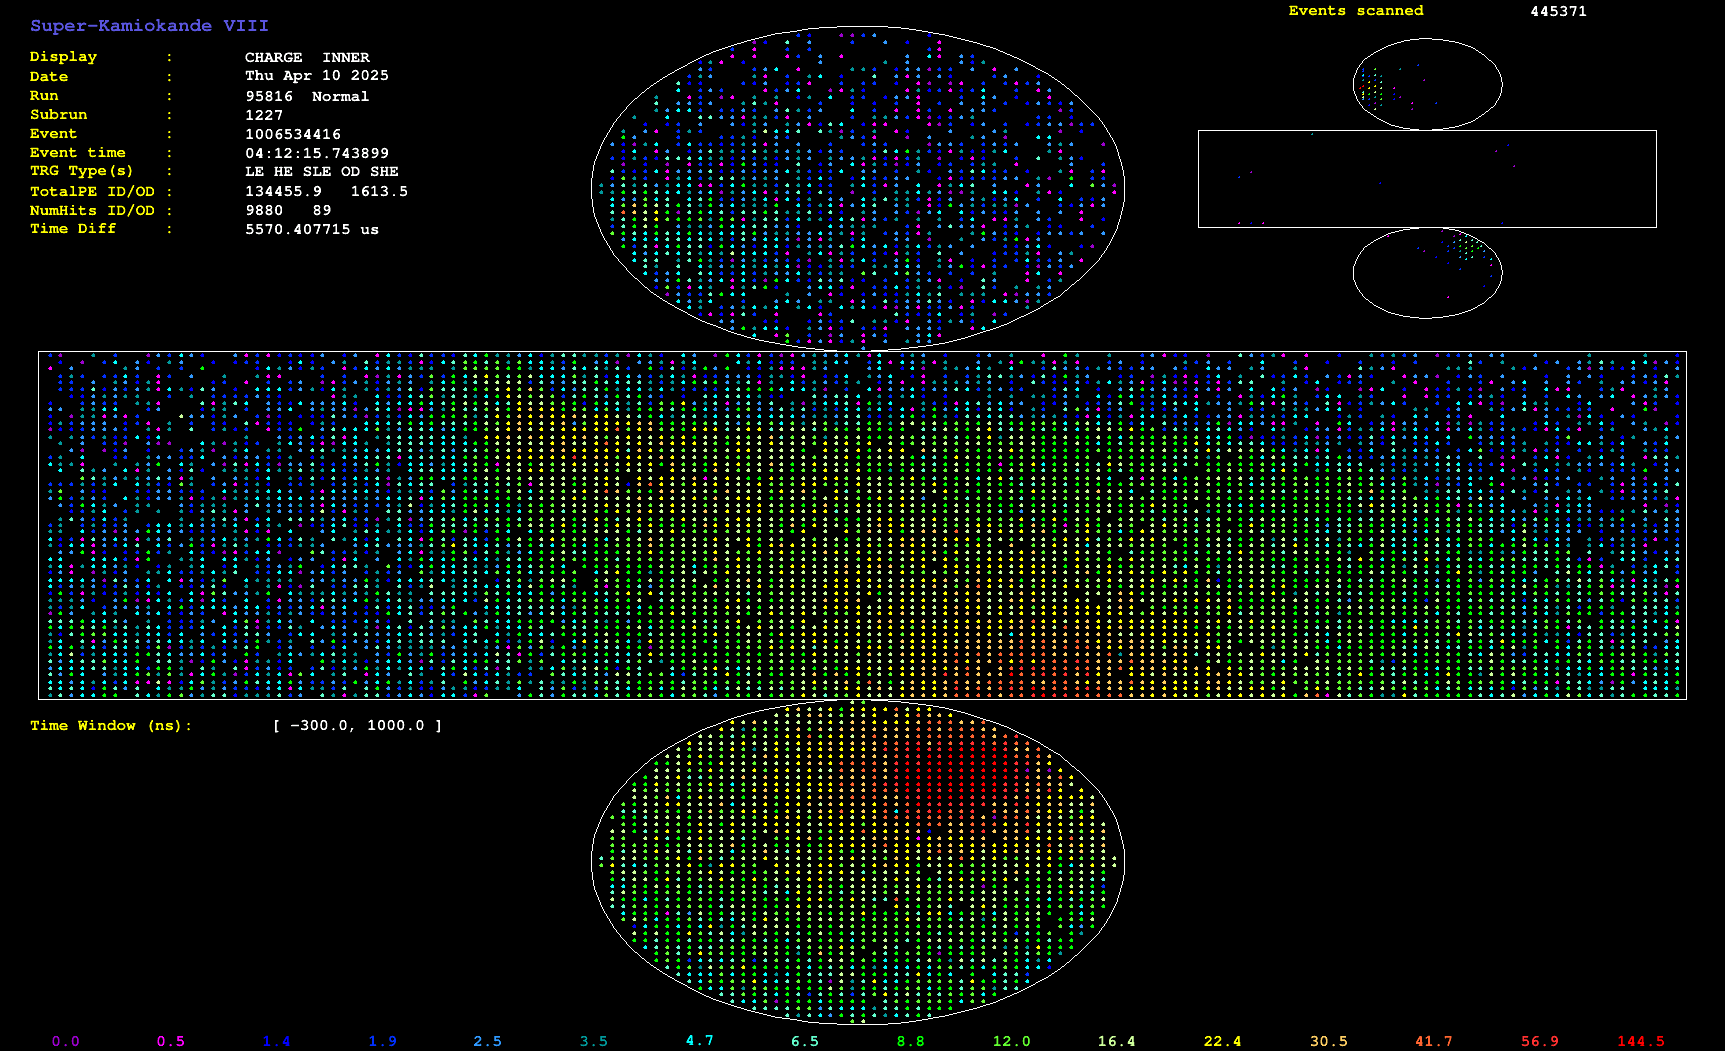 Super-Kamiokande VIII
Events scanned 445371
Display : CHARGE INNER
Date : Thu Apr 10 2025
Run : 95816 Normal
Subrun : 1227
Event : 1006534416
Event time : 04:12:15.743899
TRG Type(s) : LE HE SLE OD SHE
TotalPE ID/OD : 134455.9 1613.5
NumHits ID/OD : 9880 89
Time Diff : 5570.407715 us
Time Window (ns): [ -300.0, 1000.0 ]
0.0 0.5 1.4 1.9 2.5 3.5 4.7 6.5 8.8 12.0 16.4 22.4 30.5 41.7 56.9 144.5